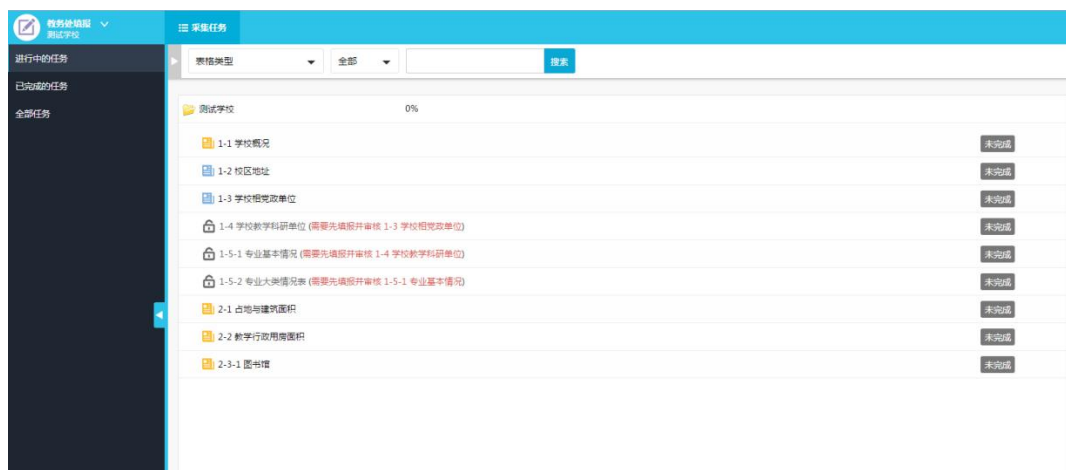 教务处填报
测试学校
采集任务
进行中的任务
已完成的任务
全部任务
表格类型
全部
搜索
测试学校 0%
1-1 学校概况 未完成
1-2 校区地址 未完成
1-3 学校相党政单位 未完成
1-4 学校教学科研单位 (需要先填报并审核 1-3 学校相党政单位) 未完成
1-5-1 专业基本情况 (需要先填报并审核 1-4 学校教学科研单位) 未完成
1-5-2 专业大类情况表 (需要先填报并审核 1-5-1 专业基本情况) 未完成
2-1 占地与建筑面积 未完成
2-2 教学行政用房面积 未完成
2-3-1 图书馆 未完成